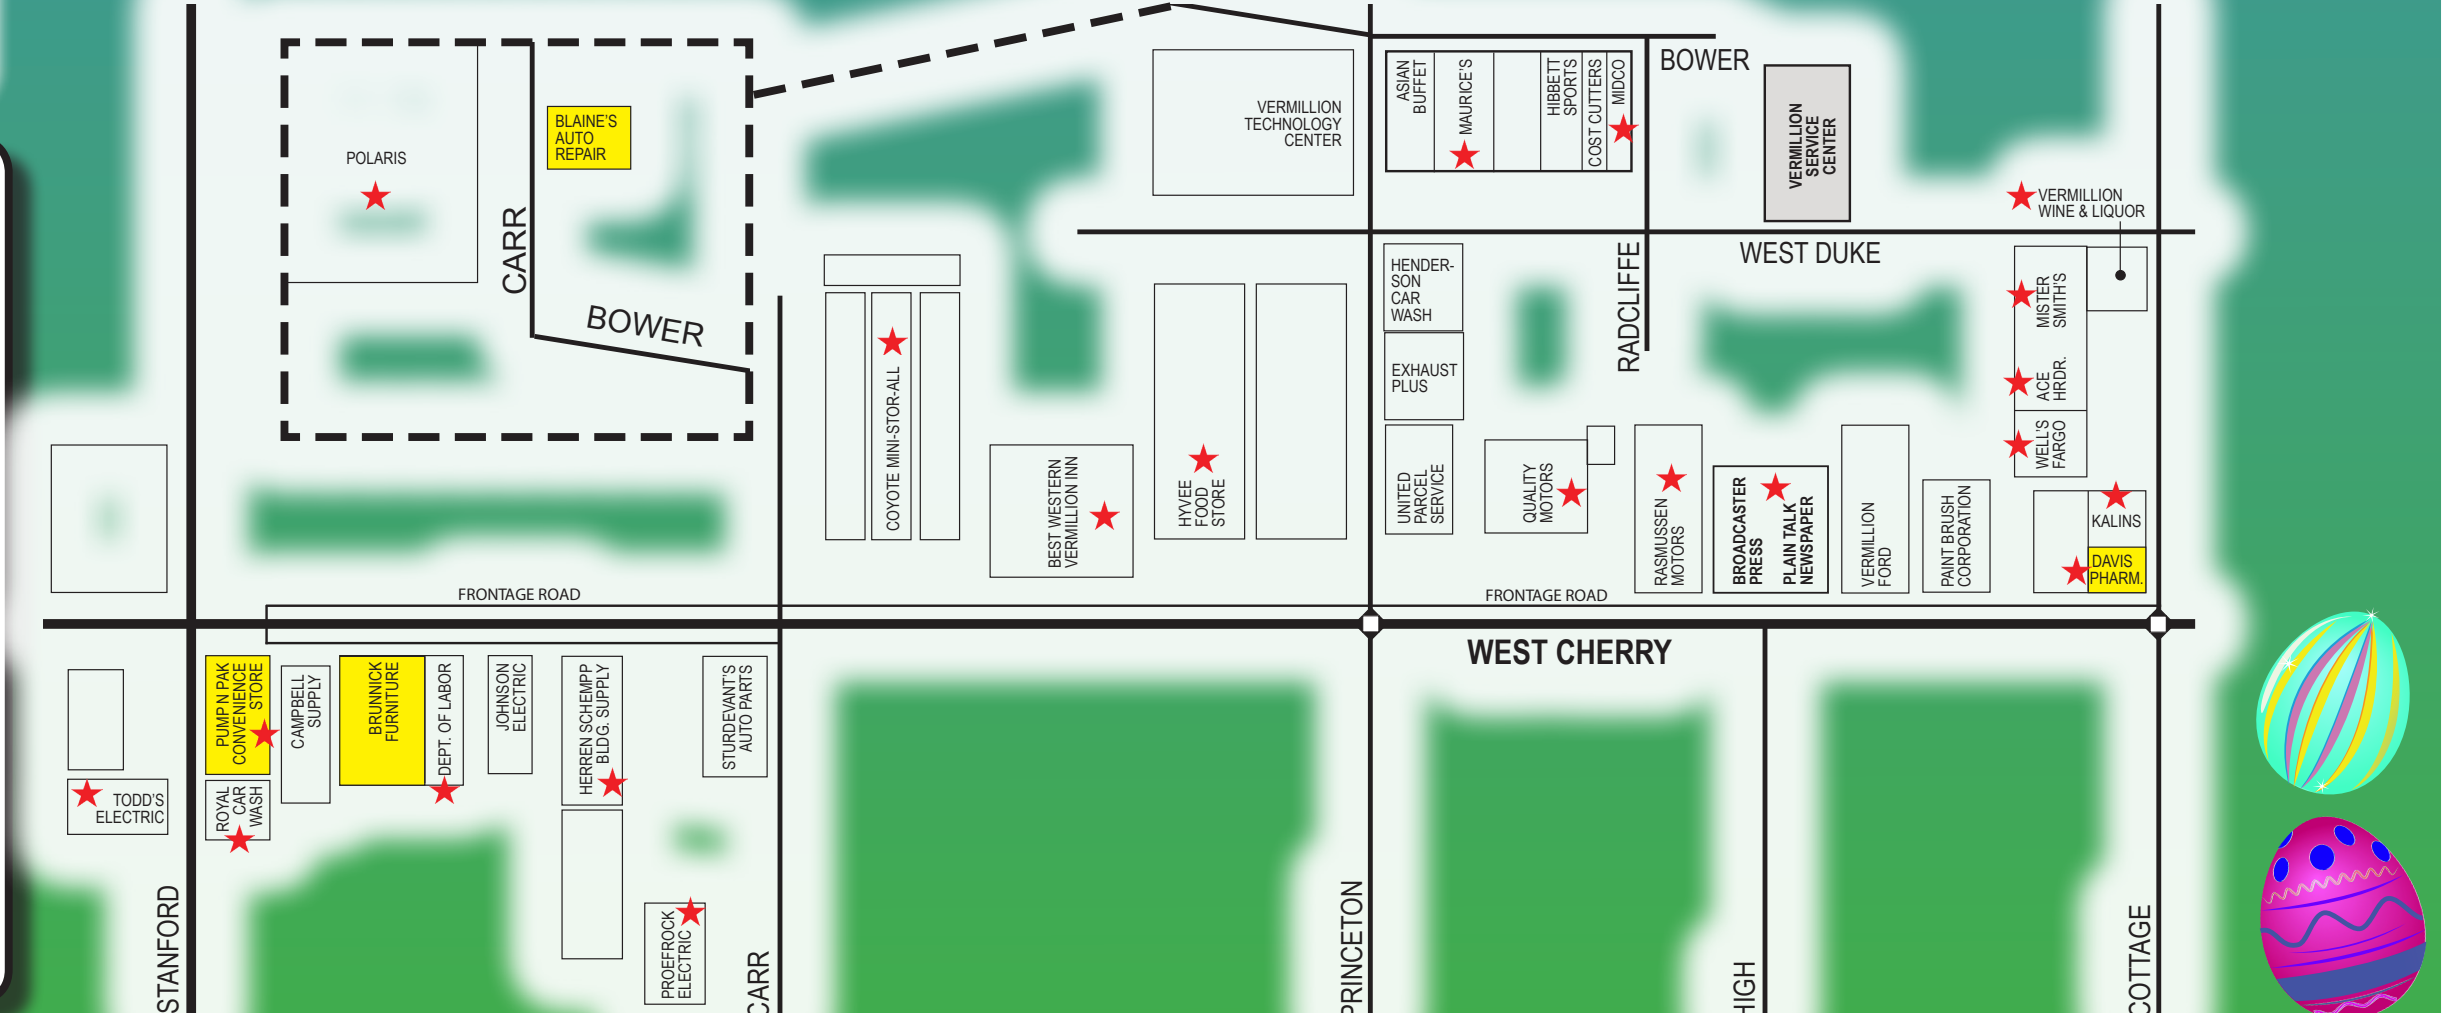 BOWER
ASIAN
BUFFET
MAURICE'S
HIBBETT
SPORTS
COST CUTTERS
MIDCO
VERMILLION
TECHNOLOGY
CENTER
VERMILLION
SERVICE
CENTER
BLAINE'S
AUTO
REPAIR
POLARIS
CARR
BOWER
VERMILLION
WINE & LIQUOR
WEST DUKE
RADCLIFFE
HENDER-
SON
CAR
WASH
EXHAUST
PLUS
MISTER
SMITH'S
ACE
HRDR.
WELL'S
FARGO
COYOTE MINI-STOR-ALL
BEST WESTERN
VERMILLION INN
HYVEE
FOOD
STORE
UNITED
PARCEL
SERVICE
QUALITY
MOTORS
RASMUSSEN
MOTORS
BROADCASTER
PRESS
PLAIN TALK
NEWSPAPER
VERMILLION
FORD
PAINT BRUSH
CORPORATION
KALINS
DAVIS
PHARM.
FRONTAGE ROAD
FRONTAGE ROAD
WEST CHERRY
PUMP N PAK
CONVENIENCE
STORE
CAMPBELL
SUPPLY
BRUNNICK
FURNITURE
DEPT. OF LABOR
JOHNSON
ELECTRIC
HERREN SCHEMPP
BLDG. SUPPLY
STURDEVANT'S
AUTO PARTS
TODD'S
ELECTRIC
ROYAL
CAR
WASH
PROEFROCK
ELECTRIC
STANFORD
CARR
PRINCETON
HIGH
COTTAGE